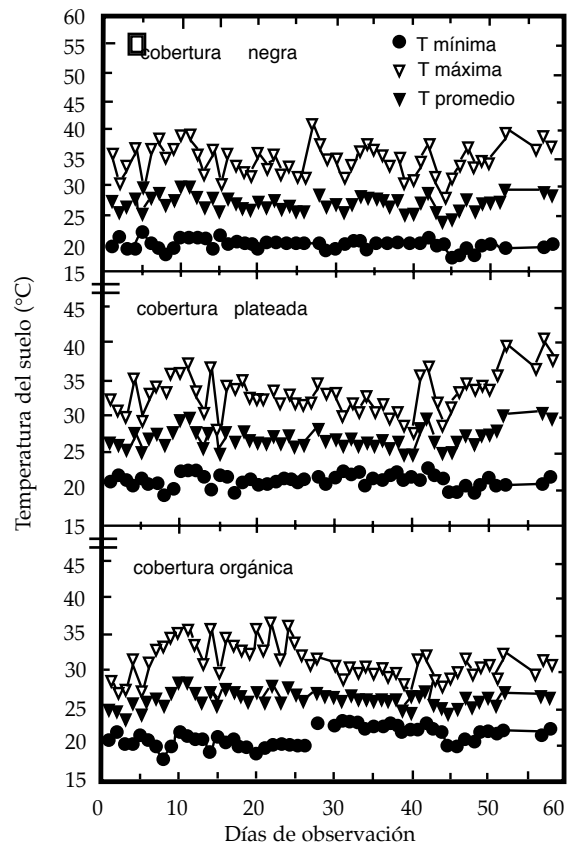 60
55
50
45
40
35
30
25
20
15
cobertura negra
T mínima
T máxima
T promedio
45
40
35
30
25
20
15
cobertura plateada
45
40
35
30
25
20
15
cobertura orgánica
0 10 20 30 40 50 60
Temperatura del suelo (°C)
Días de observación